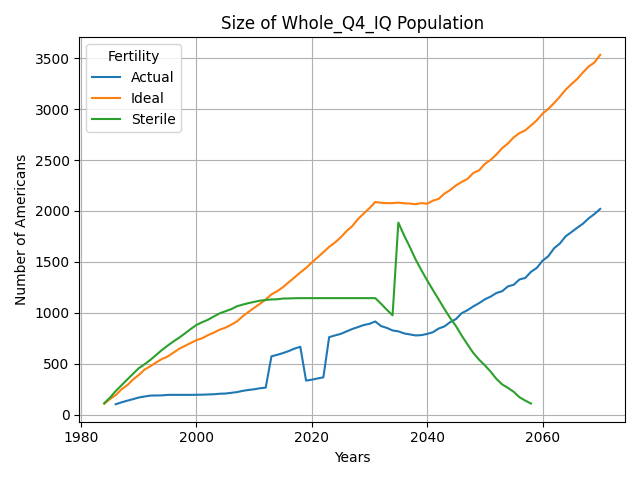 Size of Whole_Q4_IQ Population
Fertility
Actual
Ideal
Sterile
Number of Americans
3500
3000
2500
2000
1500
1000
500
0
1980
2000
2020
2040
2060
Years